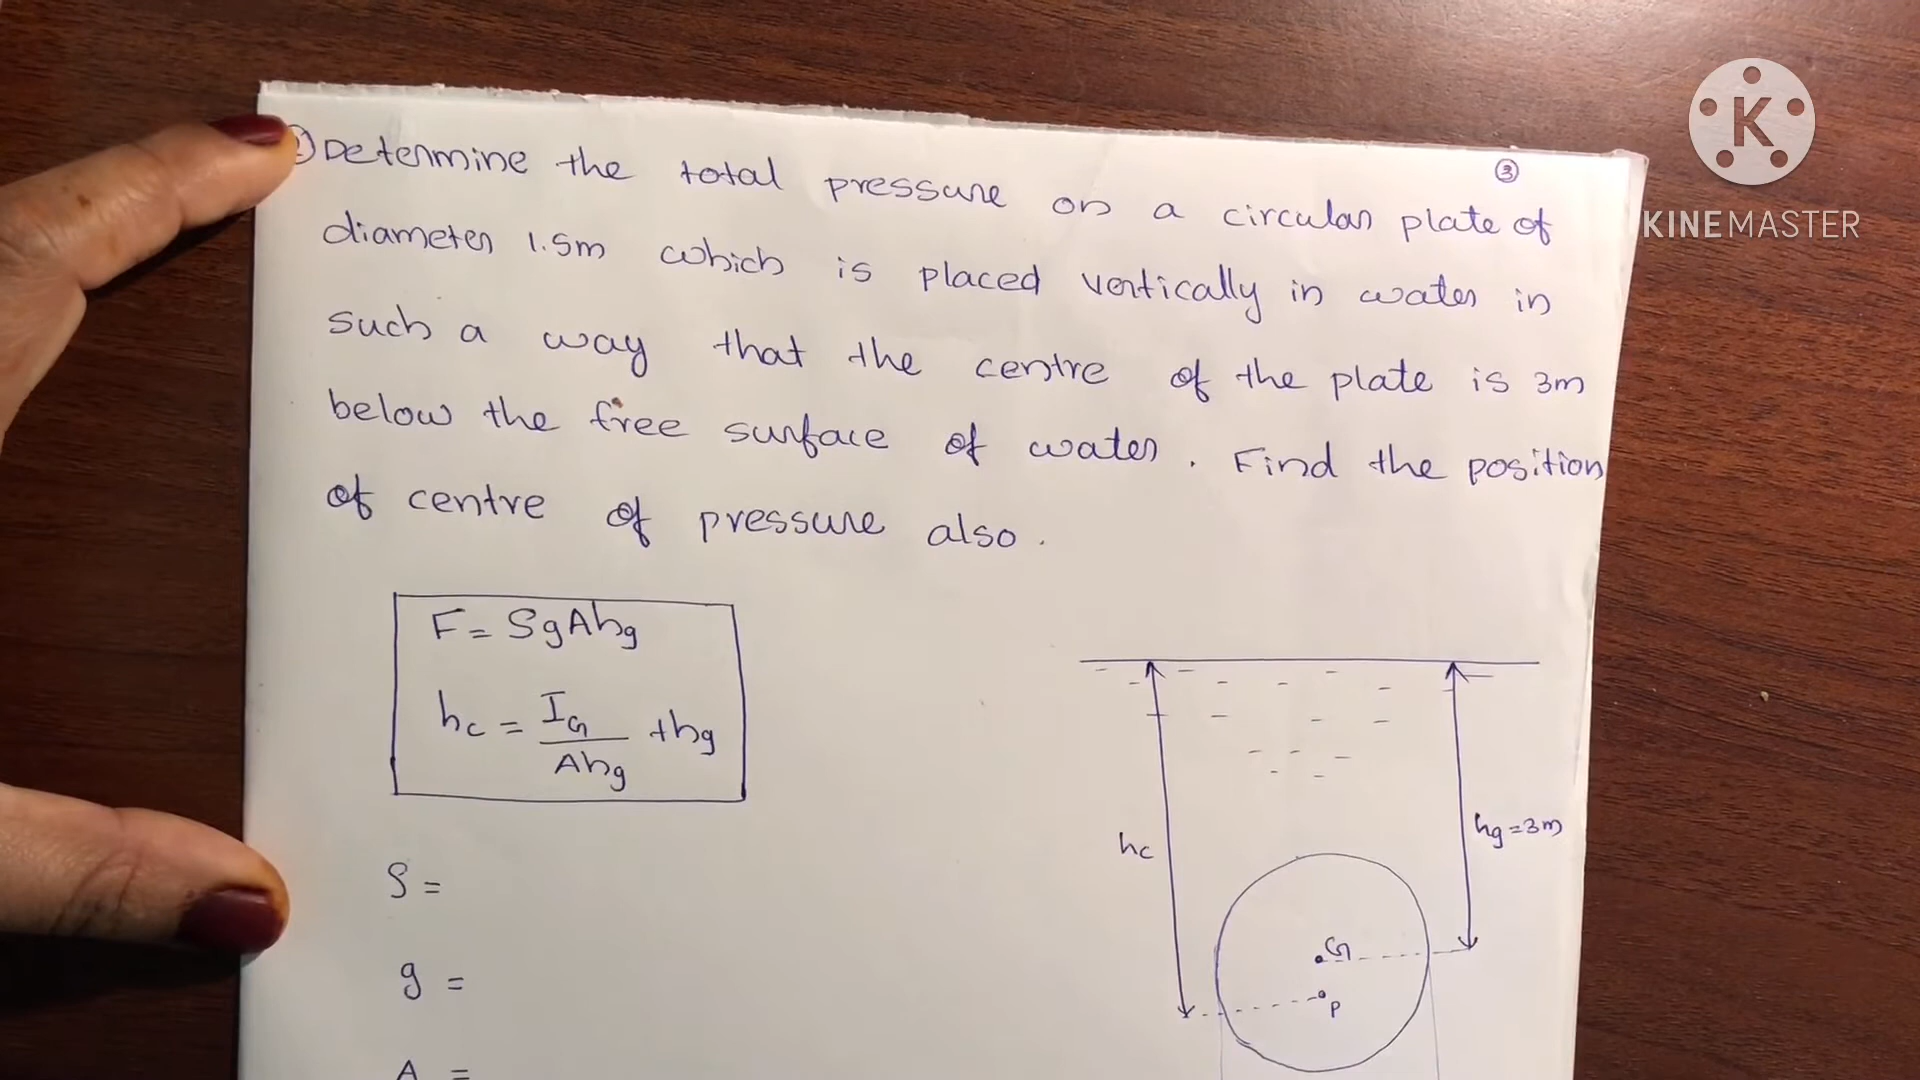 ③
Determine the total pressure on a circular plate of
diameter 1.5m which is placed vertically in water in
such a way that the centre of the plate is 3m
below the free surface of water. Find the position
of centre of pressure also.
F = ρgAhg
hc = IG/Ahg + hg
ρ =
g =
A =
hc
hg=3m
G
P
K
KINEMASTER